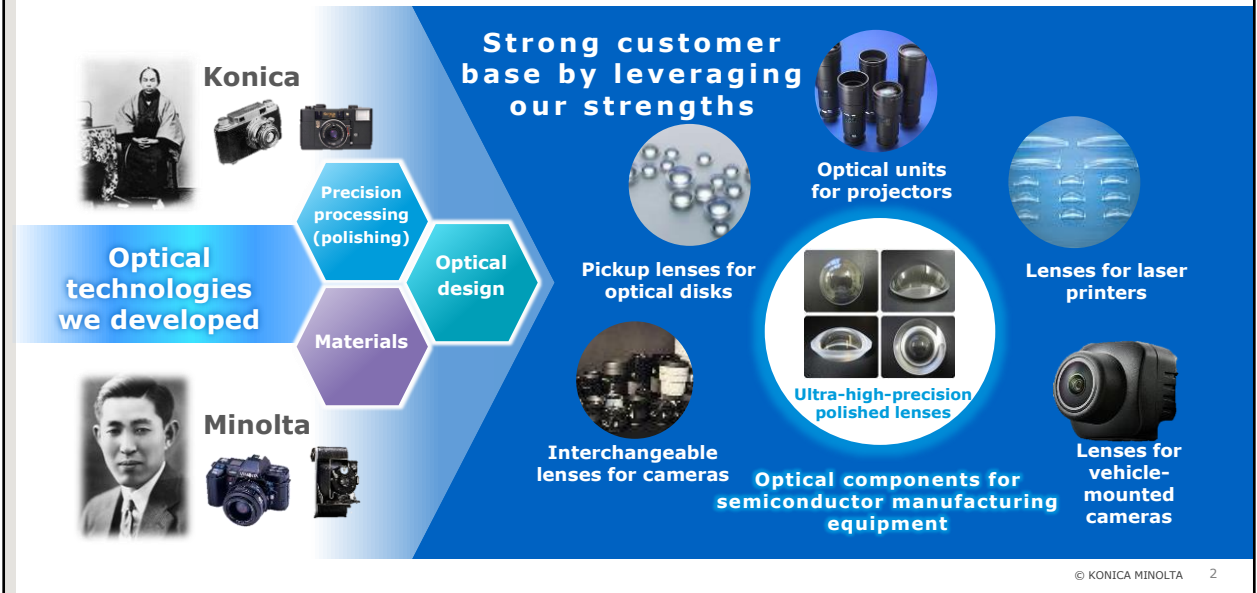 Strong customer
base by leveraging
our strengths
Konica
Precision
processing
(polishing)
Optical
design
Materials
Optical
technologies
we developed
Minolta
Optical units
for projectors
Pickup lenses for
optical disks
Lenses for laser
printers
Ultra-high-precision
polished lenses
Interchangeable
lenses for cameras
Optical components for
semiconductor manufacturing
equipment
Lenses for
vehicle-
mounted
cameras
© KONICA MINOLTA 2